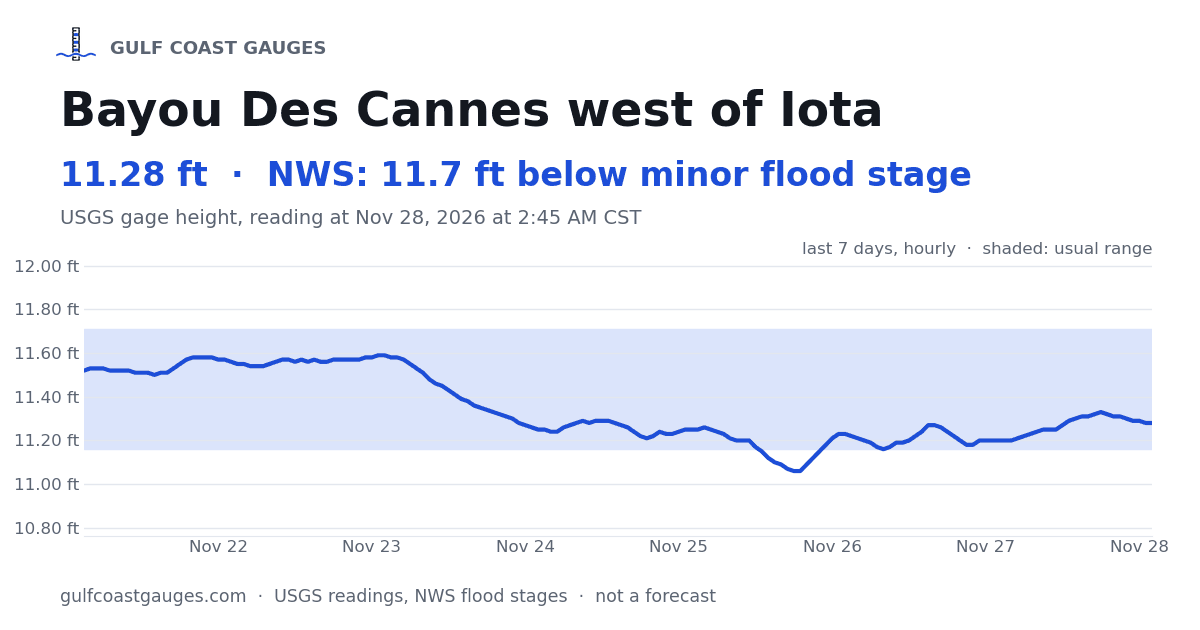 GULF COAST GAUGES
Bayou Des Cannes west of Iota
11.28 ft · NWS: 11.7 ft below minor flood stage
USGS gage height, reading at Nov 28, 2026 at 2:45 AM CST
last 7 days, hourly · shaded: usual range
12.00 ft
11.80 ft
11.60 ft
11.40 ft
11.20 ft
11.00 ft
10.80 ft
Nov 22 Nov 23 Nov 24 Nov 25 Nov 26 Nov 27 Nov 28
gulfcoastgauges.com · USGS readings, NWS flood stages · not a forecast